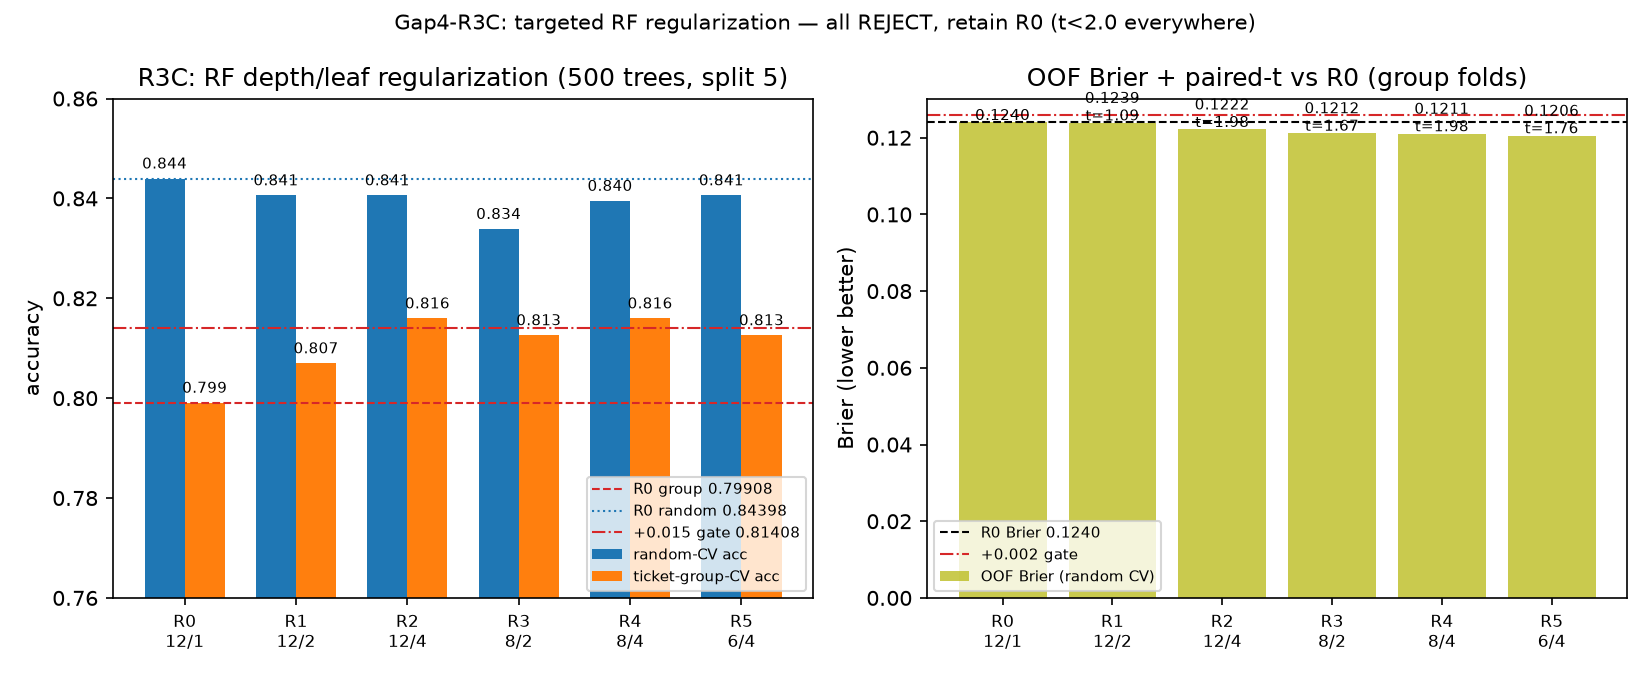 Gap4-R3C: targeted RF regularization — all REJECT, retain R0 (t<2.0 everywhere)
R3C: RF depth/leaf regularization (500 trees, split 5)
accuracy
0.86
0.84
0.82
0.80
0.78
0.76
0.844
0.841
0.841
0.834
0.840
0.841
0.799
0.807
0.816
0.813
0.816
0.813
R0 group 0.79908
R0 random 0.84398
+0.015 gate 0.81408
random-CV acc
ticket-group-CV acc
R0
12/1
R1
12/2
R2
12/4
R3
8/2
R4
8/4
R5
6/4
OOF Brier + paired-t vs R0 (group folds)
Brier (lower better)
0.12
0.10
0.08
0.06
0.04
0.02
0.00
0.1240
0.1239
t=1.09
0.1222
t=1.98
0.1212
t=1.67
0.1211
t=1.98
0.1206
t=1.76
R0 Brier 0.1240
+0.002 gate
OOF Brier (random CV)
R0
12/1
R1
12/2
R2
12/4
R3
8/2
R4
8/4
R5
6/4